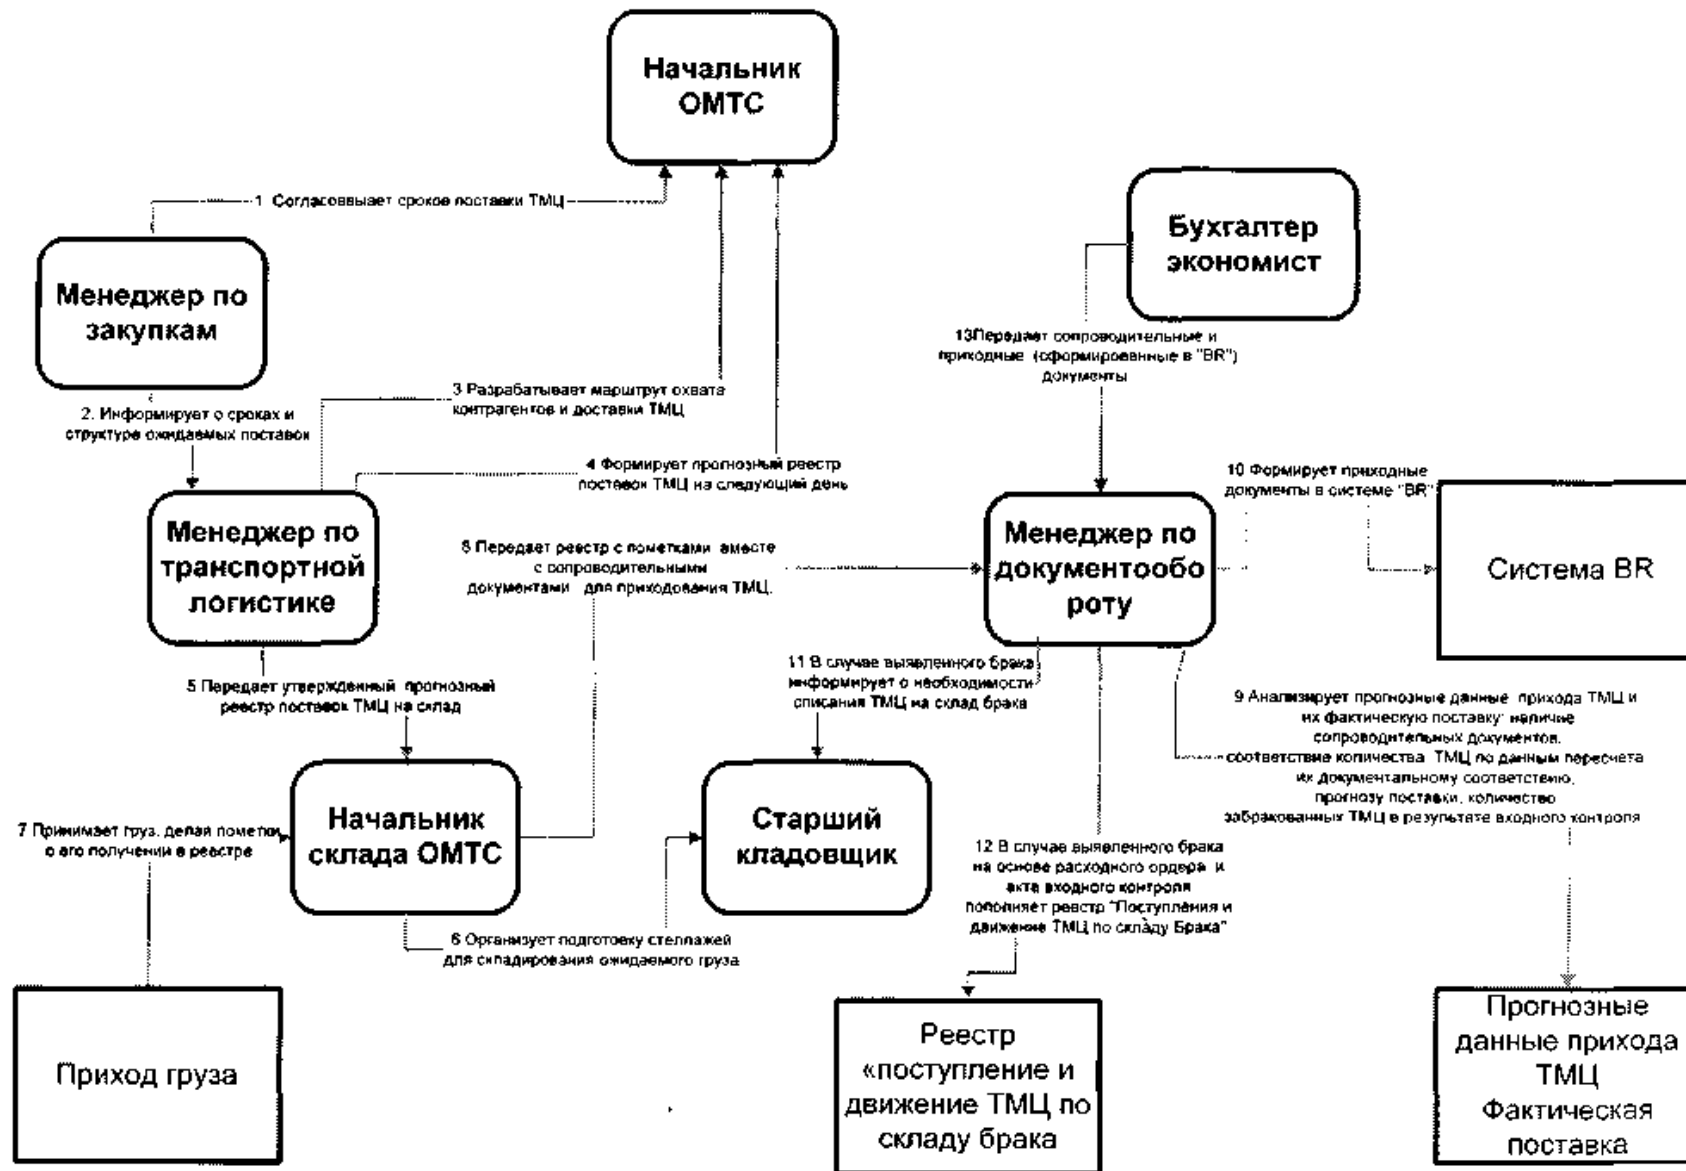 Начальник
ОМТС
1 Согласоввывает сроков поставки ТМЦ
Бухгалтер
экономист
Менеджер по
закупкам
13Передает сопроводительные и
приходные (сформированные в "BR")
документы
2. Информирует о сроках и
структуре ожидаемых поставок
3 Разрабатывает маршрут охвата
контрагентов и доставки ТМЦ
4 Формирует прогнозный реестр
поставок ТМЦ на следующий день
10 Формирует приходные
документы в системе "BR"
Менеджер по
транспортной
логистике
8 Передает реестр с пометками вместе
с сопроводительными
документами для приходования ТМЦ.
Менеджер по
документообо
роту
Система BR
5 Передает утвержденный прогнозный
реестр поставок ТМЦ на склад
11 В случае выявленного брака
информирует о необходимости
списания ТМЦ на склад брака
9 Анализирует прогнозные данные прихода ТМЦ и
их фактическую поставку: наличие
сопроводительных документов,
соответствие количества ТМЦ по данным пересчета
их документальному соответствию,
прогнозу поставки, количество
забракованных ТМЦ в результате входного контроля
7 Принимает груз, делая пометки
о его получении в реестре
Начальник
склада ОМТС
Старший
кладовщик
12 В случае выявленного брака
на основе расходного ордера и
акта входного контроля
пополняет реестр "Поступления и
движение ТМЦ по складу Брака"
6 Организует подготовку стеллажей
для складирования ожидаемого груза
Приход груза
Реестр
«поступление и
движение ТМЦ по
складу брака
Прогнозные
данные прихода
ТМЦ
Фактическая
поставка